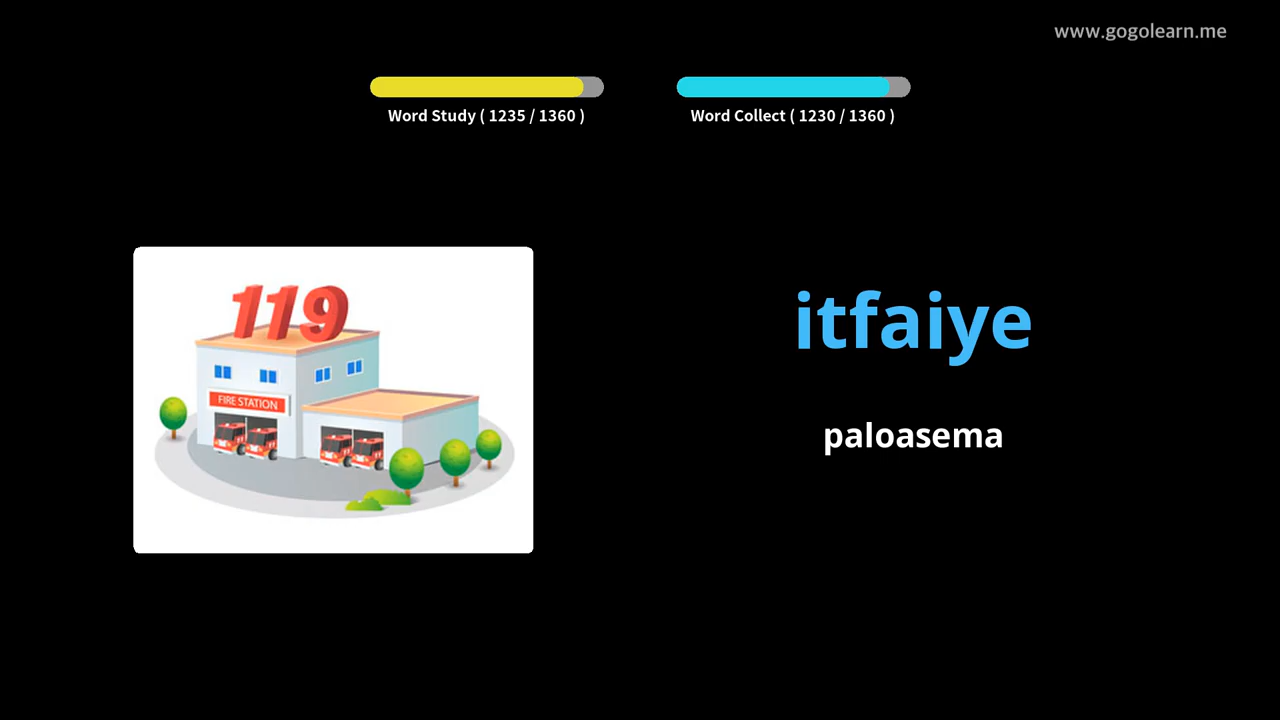 www.gogolearn.me
Word Study ( 1235 / 1360 )
Word Collect ( 1230 / 1360 )
119
FIRE STATION
itfaiye
paloasema